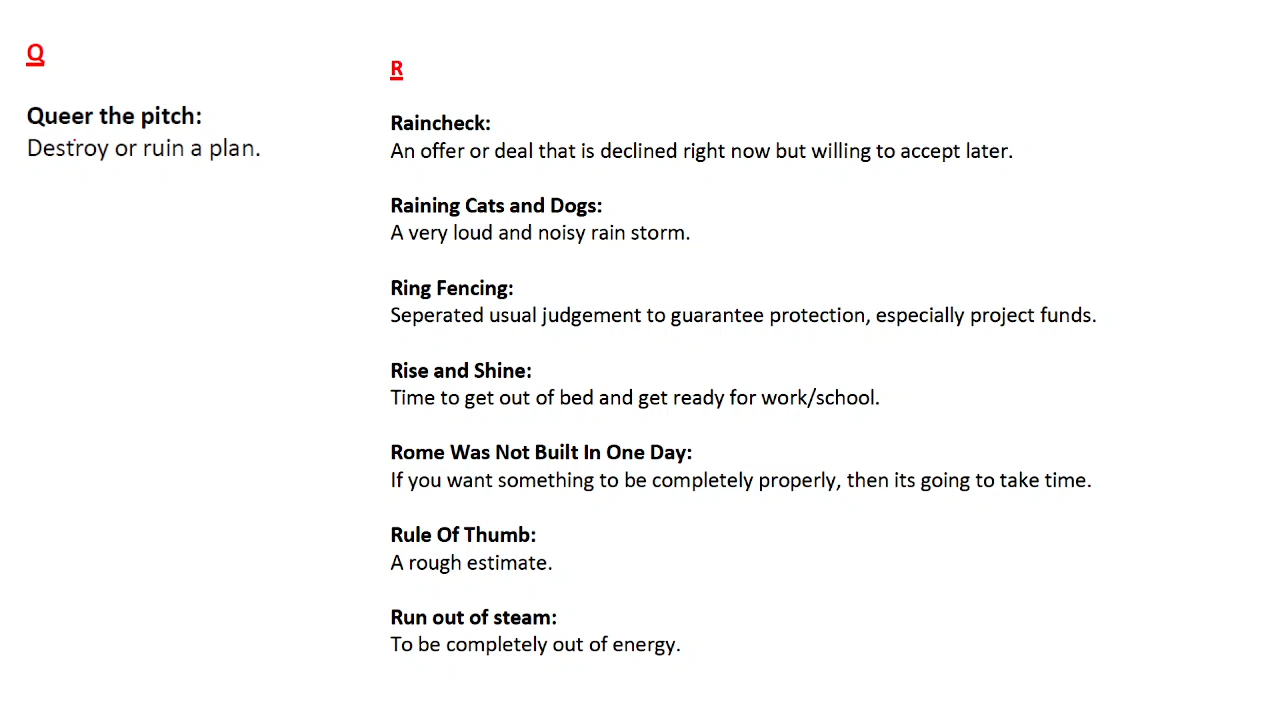 Q
Queer the pitch:
Destroy or ruin a plan.
R
Raincheck:
An offer or deal that is declined right now but willing to accept later.
Raining Cats and Dogs:
A very loud and noisy rain storm.
Ring Fencing:
Seperated usual judgement to guarantee protection, especially project funds.
Rise and Shine:
Time to get out of bed and get ready for work/school.
Rome Was Not Built In One Day:
If you want something to be completely properly, then its going to take time.
Rule Of Thumb:
A rough estimate.
Run out of steam:
To be completely out of energy.